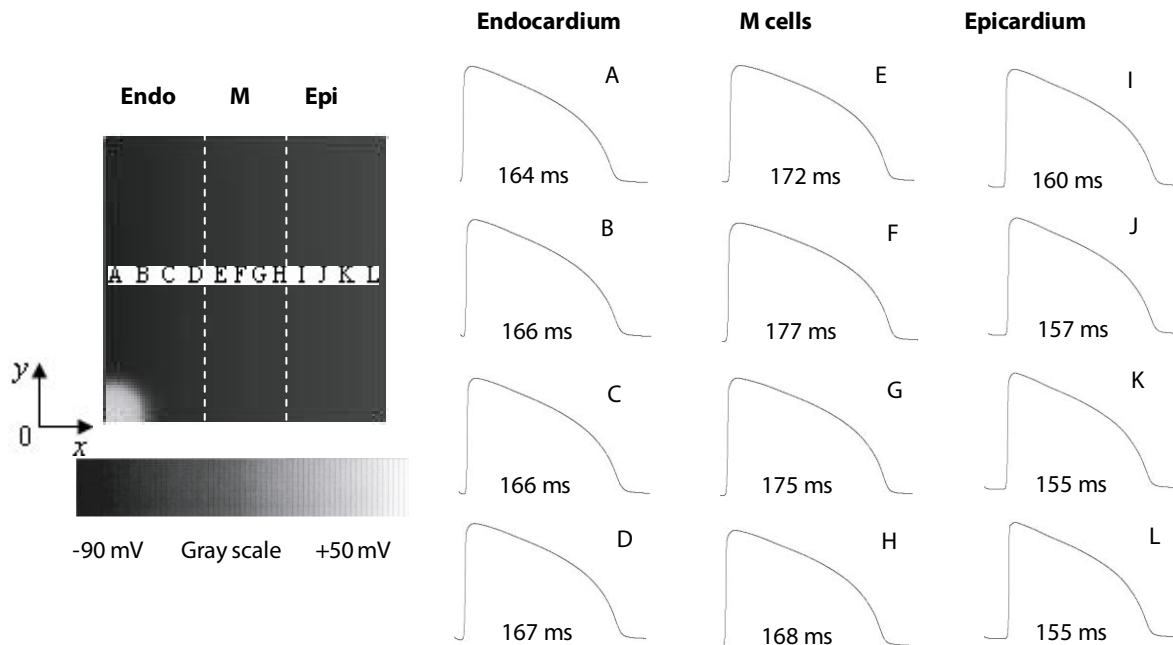 Endocardium M cells Epicardium
Endo M Epi
A B C D E F G H I J K L
y
0
x
-90 mV Gray scale +50 mV
A
164 ms
E
172 ms
I
160 ms
B
166 ms
F
177 ms
J
157 ms
C
166 ms
G
175 ms
K
155 ms
D
167 ms
H
168 ms
L
155 ms